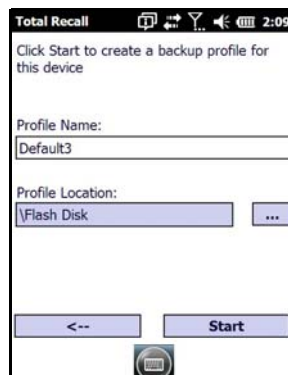 Total Recall 2:09
Click Start to create a backup profile for
this device
Profile Name:
Default3
Profile Location:
\Flash Disk ...
<-- Start